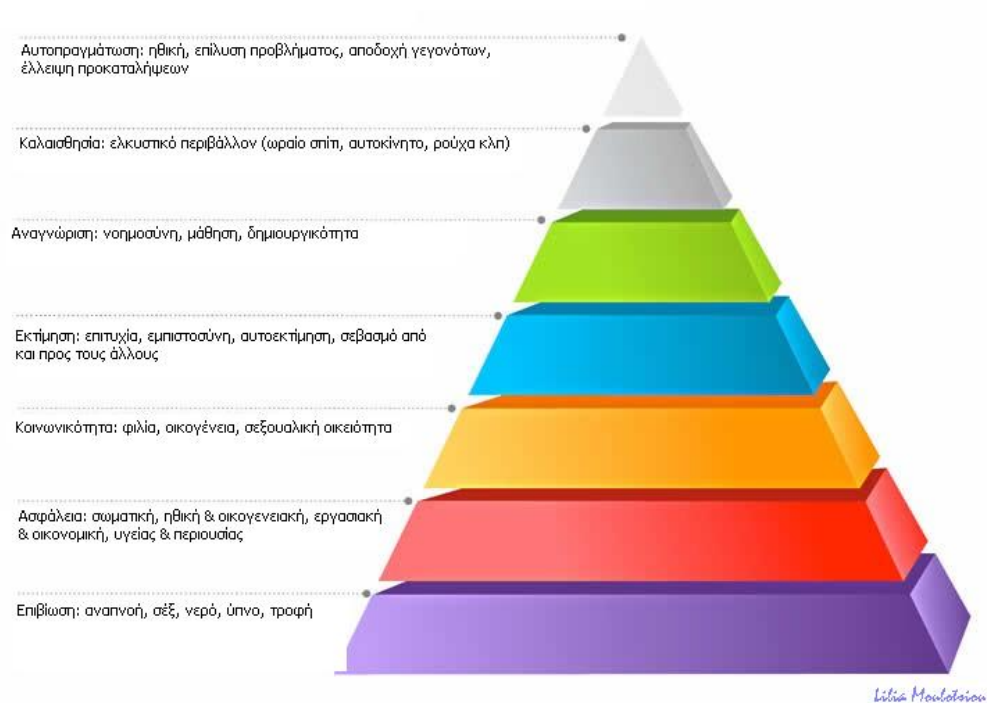 Αυτοπραγμάτωση: ηθική, επίλυση προβλήματος, αποδοχή γεγονότων,
έλλειψη προκαταλήψεων
Καλαισθησία: ελκυστικό περιβάλλον (ωραίο σπίτι, αυτοκίνητο, ρούχα κλπ)
Αναγνώριση: νοημοσύνη, μάθηση, δημιουργικότητα
Εκτίμηση: επιτυχία, εμπιστοσύνη, αυτοεκτίμηση, σεβασμό από
και προς τους άλλους
Κοινωνικότητα: φιλία, οικογένεια, σεξουαλική οικειότητα
Ασφάλεια: σωματική, ηθική & οικογενειακή, εργασιακή
& οικονομική, υγείας & περιουσίας
Επιβίωση: αναπνοή, σέξ, νερό, ύπνο, τροφή
Lilia Moulotsiou